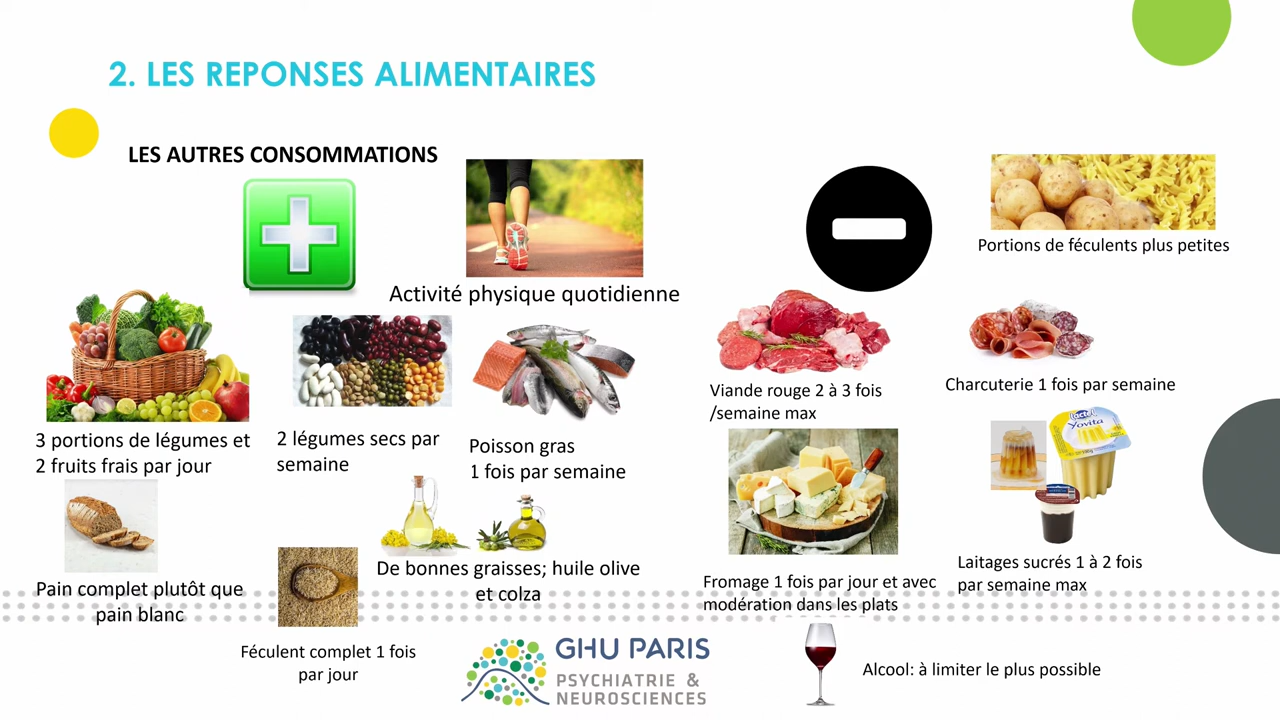 2. LES REPONSES ALIMENTAIRES
LES AUTRES CONSOMMATIONS
Activité physique quotidienne
3 portions de légumes et
2 fruits frais par jour
2 légumes secs par
semaine
Poisson gras
1 fois par semaine
Pain complet plutôt que
pain blanc
De bonnes graisses; huile olive
et colza
Féculent complet 1 fois
par jour
Portions de féculents plus petites
Viande rouge 2 à 3 fois
/semaine max
Charcuterie 1 fois par semaine
lactel
Yovita
Fromage 1 fois par jour et avec
modération dans les plats
Laitages sucrés 1 à 2 fois
par semaine max
Alcool: à limiter le plus possible
GHU PARIS
PSYCHIATRIE &
NEUROSCIENCES